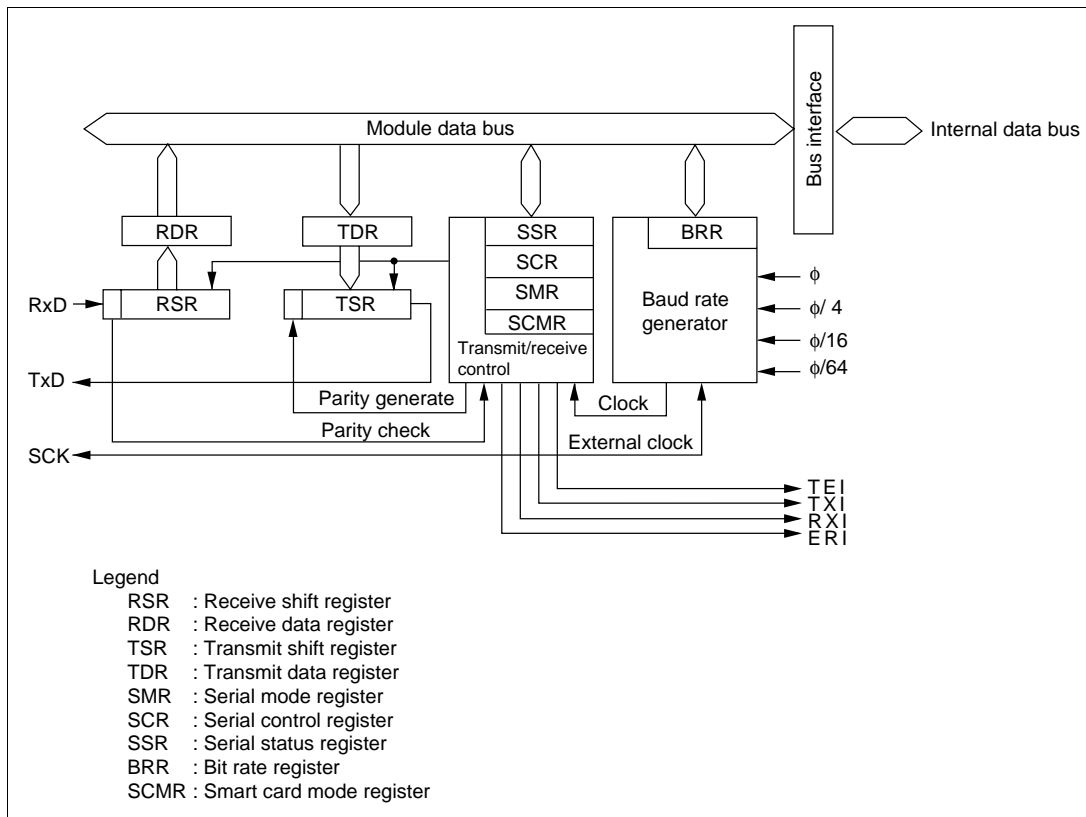 Bus interface
Module data bus
Internal data bus
RDR
TDR
SSR
BRR
SCR
SMR
SCMR
Transmit/receive
control
Baud rate
generator
φ
φ/ 4
φ/16
φ/64
RxD
RSR
TSR
TxD
Parity generate
Clock
Parity check
External clock
SCK
TEI
TXI
RXI
ERI
Legend
RSR : Receive shift register
RDR : Receive data register
TSR : Transmit shift register
TDR : Transmit data register
SMR : Serial mode register
SCR : Serial control register
SSR : Serial status register
BRR : Bit rate register
SCMR : Smart card mode register